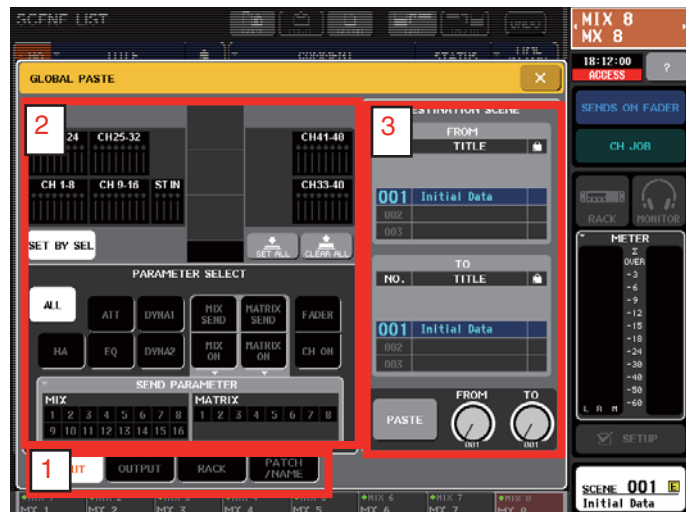 SCENE LIST
UNDO
MIX 8
MX 8
TITLE
COMMENT
STATUS
18:12:00
ACCESS
?
GLOBAL PASTE
×
SENDS ON FADER
CH JOB
RACK
MONITOR
2
24
CH25-32
CH41-48
CH 1-8
CH 9-16
ST IN
CH33-40
SET BY SEL
SET ALL
CLEAR ALL
PARAMETER SELECT
ALL
ATT
DYNA1
MIX SEND
MATRIX SEND
FADER
HA
EQ
DYNA2
MIX ON
MATRIX ON
CH ON
SEND PARAMETER
MIX
MATRIX
1 2 3 4 5 6 7 8
1 2 3 4 5 6 7 8
9 10 11 12 13 14 15 16
3
ESTINATION SCENE
FROM
TITLE
001 Initial Data
002
003
TO
NO. TITLE
001 Initial Data
002
003
FROM
TO
PASTE
001
001
1
UT
OUTPUT
RACK
PATCH /NAME
METER
Σ
OVER
-3
-6
-9
-12
-15
-18
-24
-30
-40
-50
-60
L R M
SETUP
SCENE 001 E
Initial Data
MIX 6
MIX 7
MIX 8